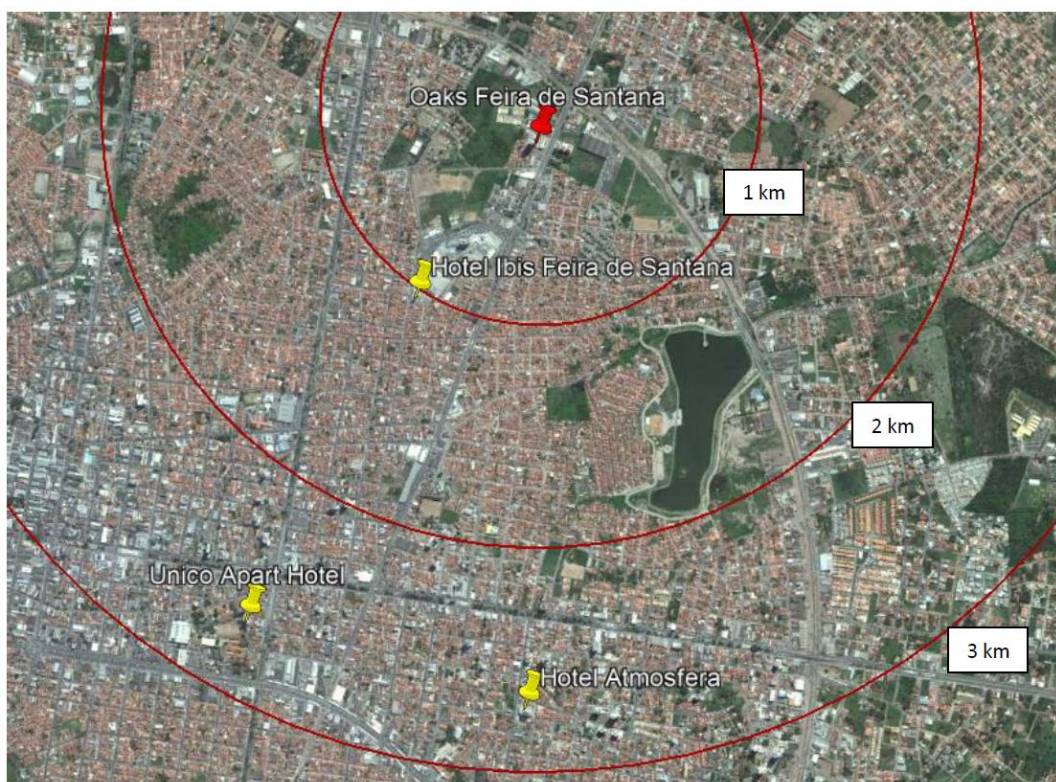 Oaks Feira de Santana
1 km
Hotel Ibis Feira de Santana
2 km
Unico Apart Hotel
3 km
Hotel Atmosfera